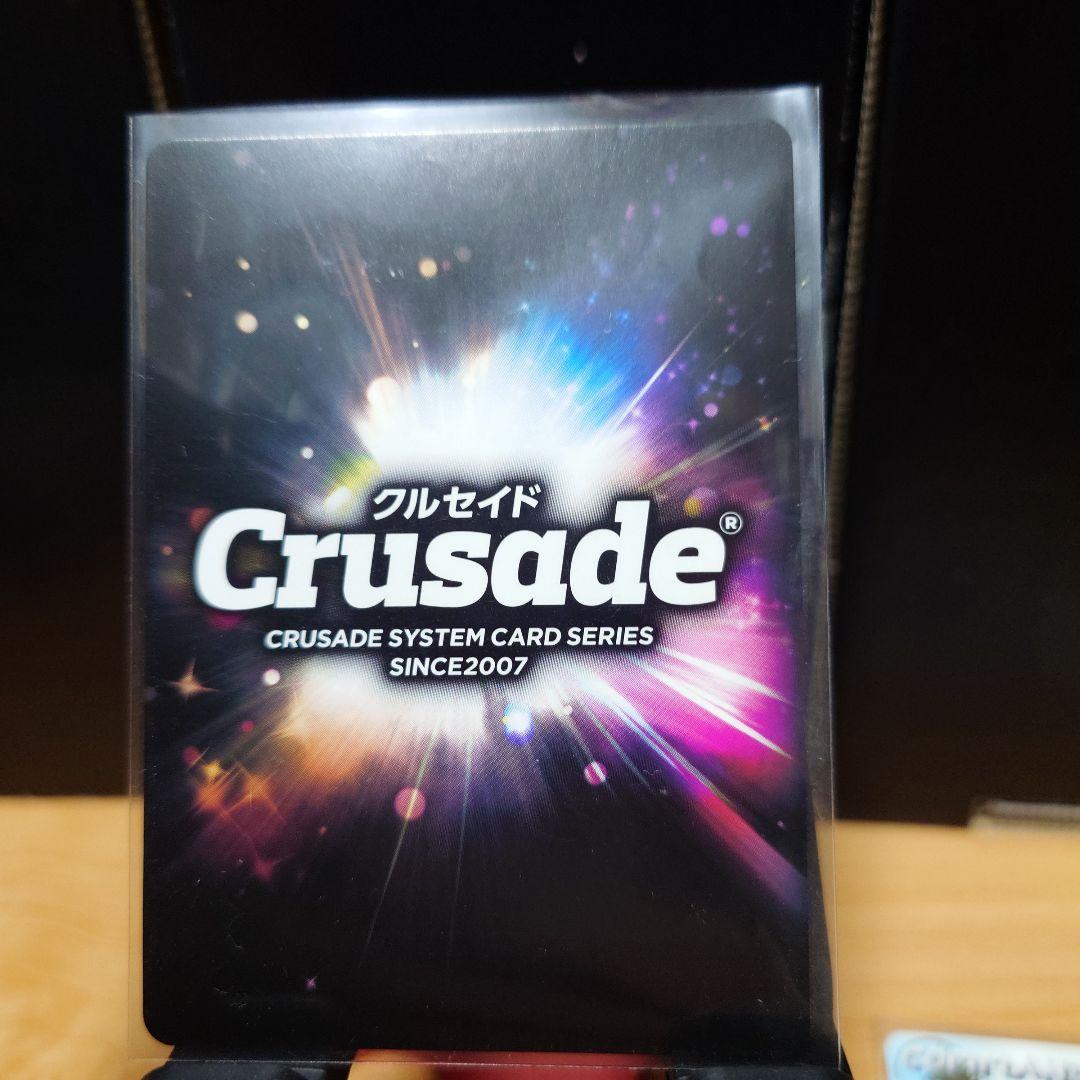 クルセイド
Crusade®
CRUSADE SYSTEM CARD SERIES
SINCE2007